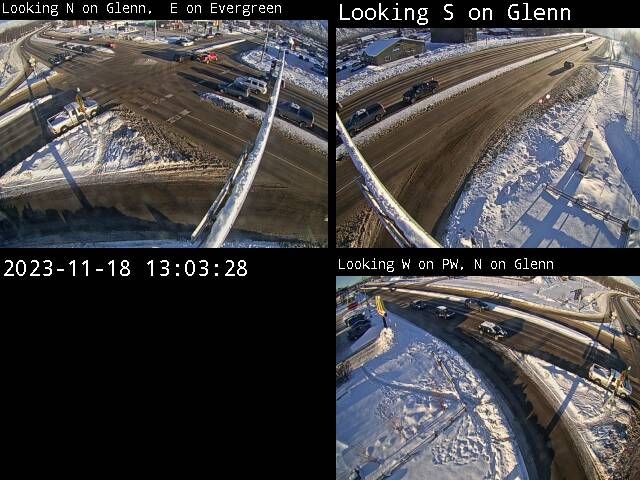 Looking N on Glenn,  E on Evergreen
Looking S on Glenn
2023-11-18 13:03:28
Looking W on PW, N on Glenn